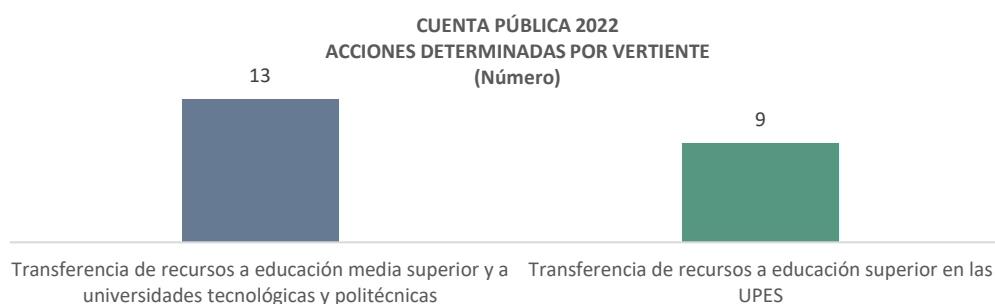 CUENTA PÚBLICA 2022
ACCIONES DETERMINADAS POR VERTIENTE
(Número)
13
9
Transferencia de recursos a educación media superior y a
universidades tecnológicas y politécnicas
Transferencia de recursos a educación superior en las
UPES